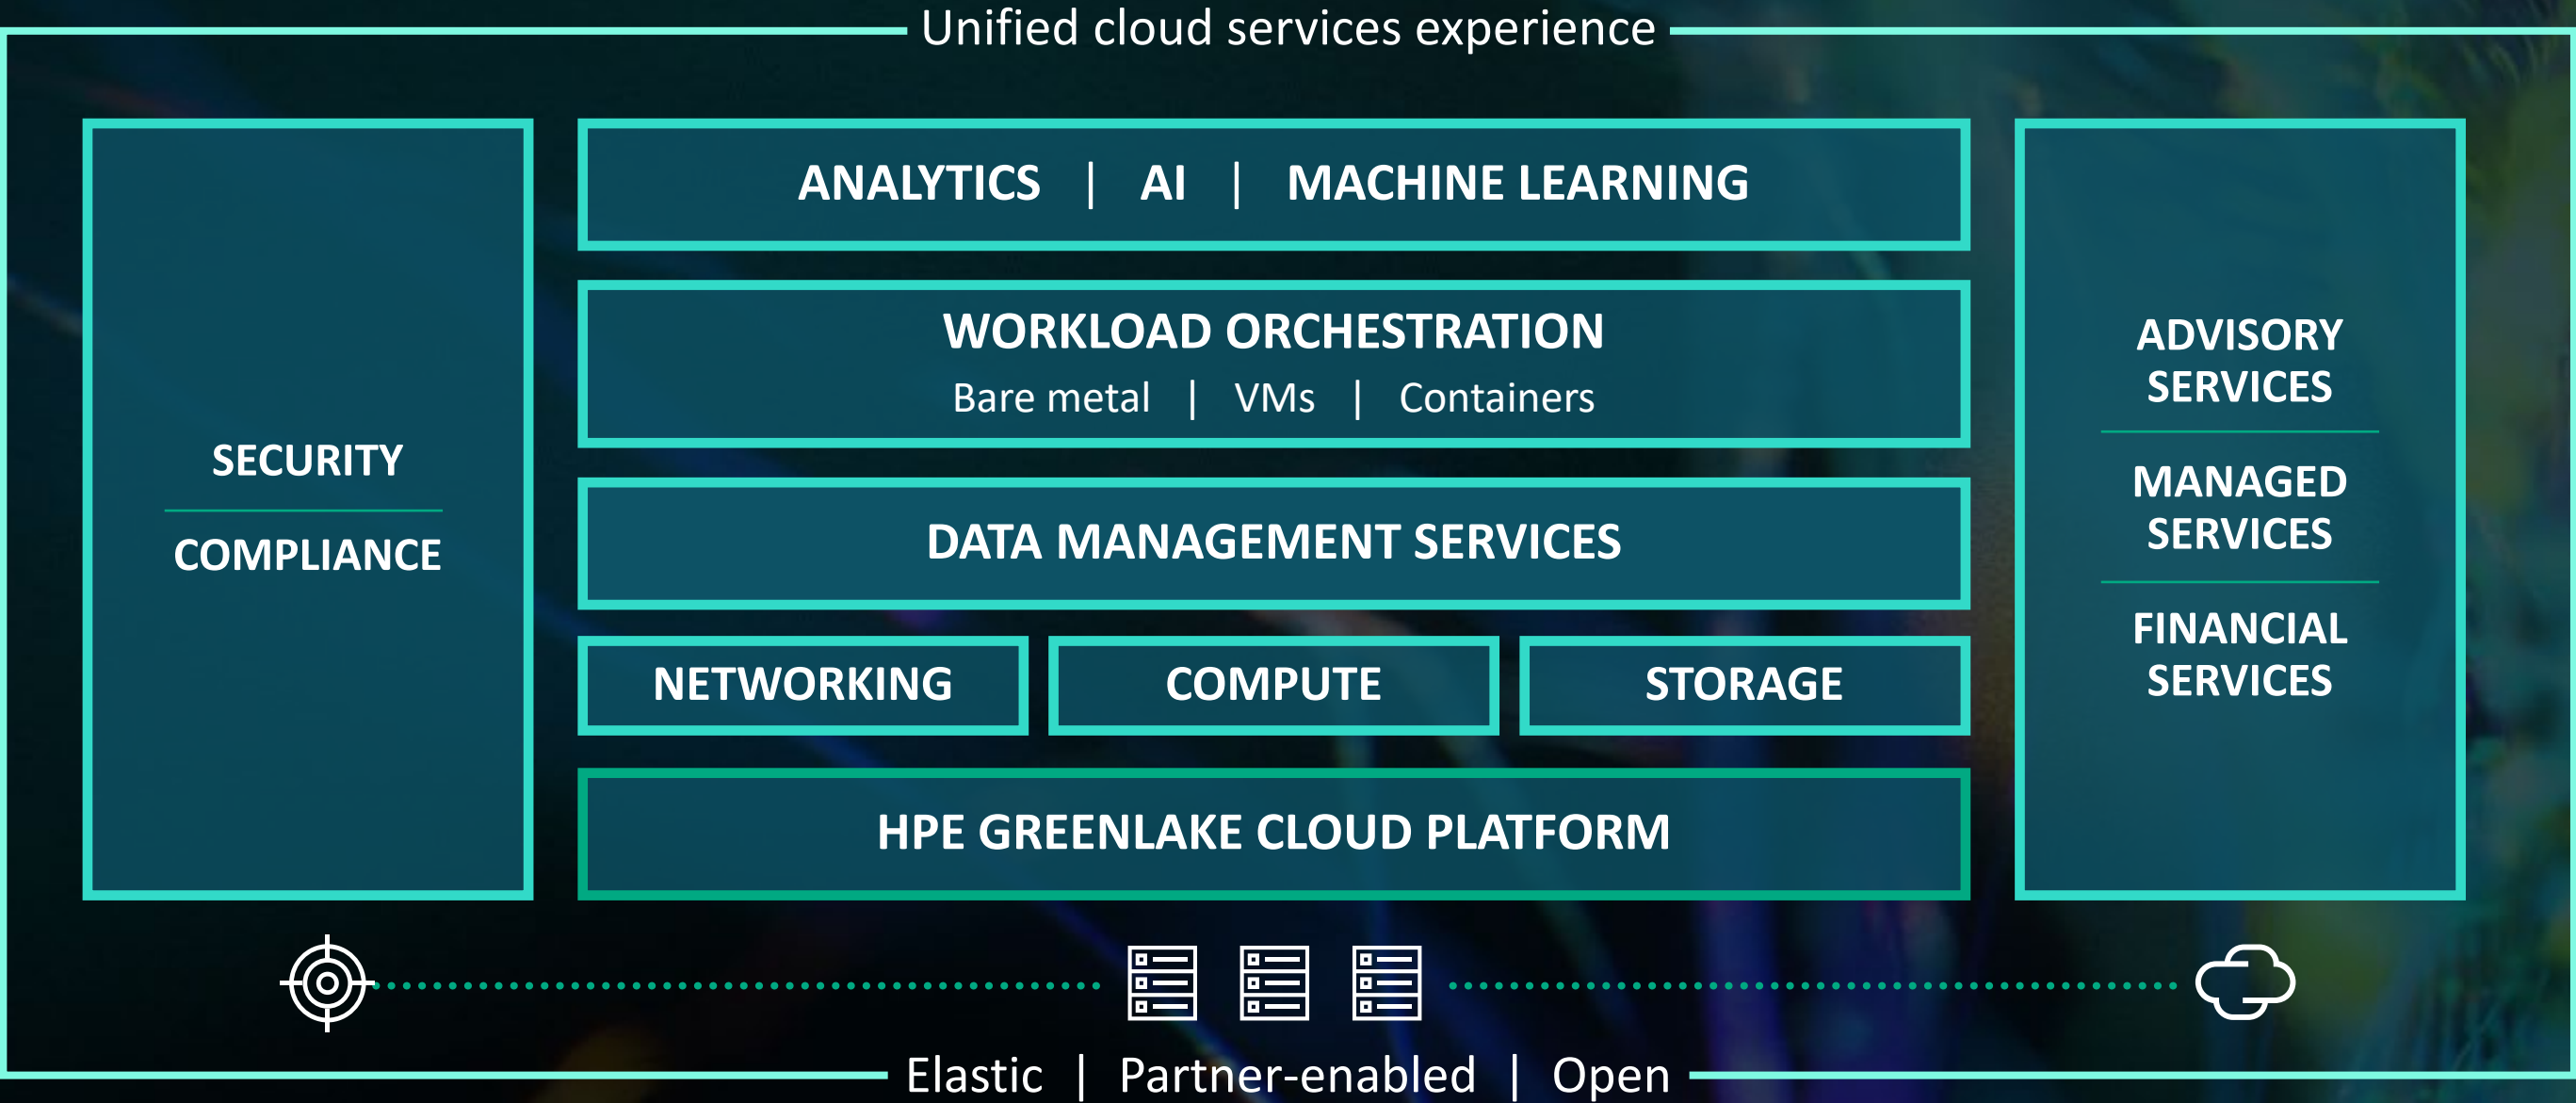 Unified cloud services experience
SECURITY
COMPLIANCE
ANALYTICS | AI | MACHINE LEARNING
WORKLOAD ORCHESTRATION
Bare metal | VMs | Containers
DATA MANAGEMENT SERVICES
NETWORKING
COMPUTE
STORAGE
HPE GREENLAKE CLOUD PLATFORM
ADVISORY
SERVICES
MANAGED
SERVICES
FINANCIAL
SERVICES
Elastic | Partner-enabled | Open